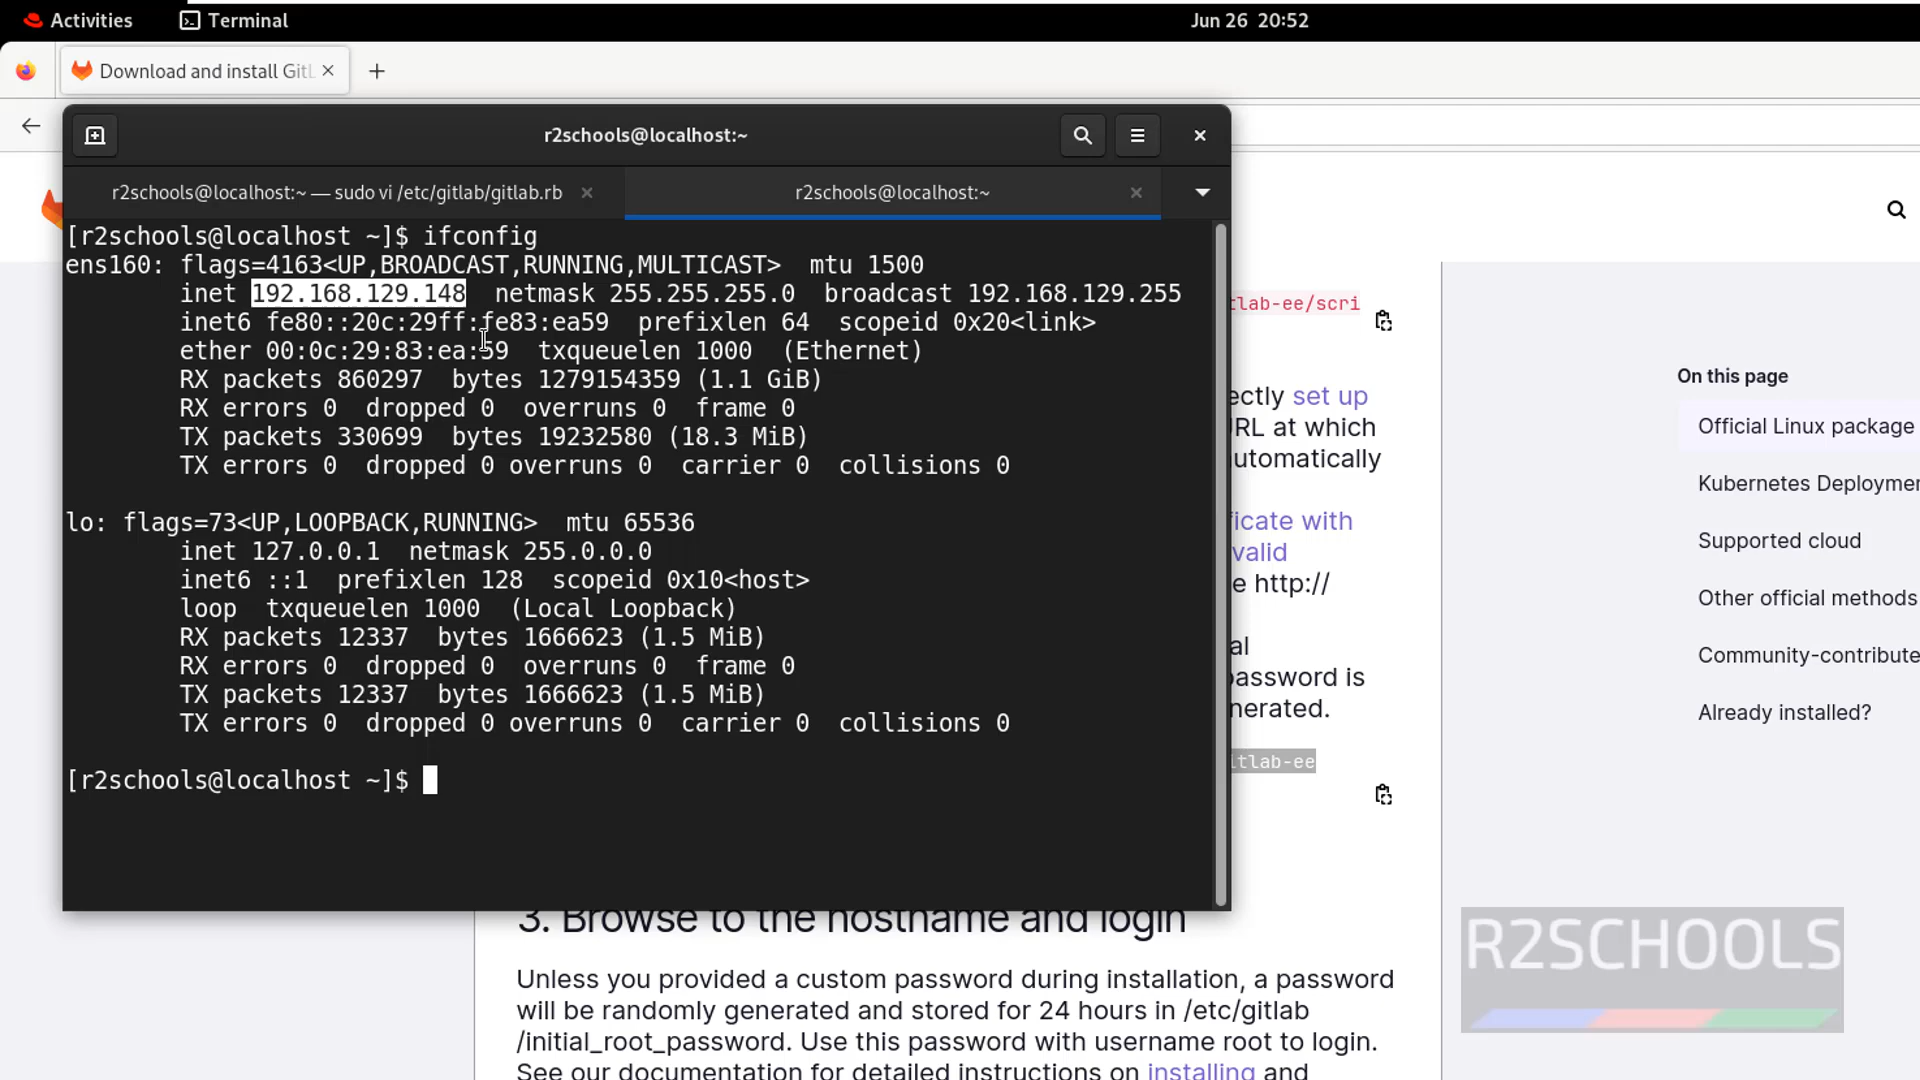 Activities
Terminal
Jun 26 20:52
Download and install GitL
r2schools@localhost:~
r2schools@localhost:~ — sudo vi /etc/gitlab/gitlab.rb
r2schools@localhost:~
[r2schools@localhost ~]$ ifconfig
ens160: flags=4163<UP,BROADCAST,RUNNING,MULTICAST>  mtu 1500
inet 192.168.129.148  netmask 255.255.255.0  broadcast 192.168.129.255
inet6 fe80::20c:29ff:fe83:ea59  prefixlen 64  scopeid 0x20<link>
ether 00:0c:29:83:ea:59  txqueuelen 1000  (Ethernet)
RX packets 860297  bytes 1279154359 (1.1 GiB)
RX errors 0  dropped 0  overruns 0  frame 0
TX packets 330699  bytes 19232580 (18.3 MiB)
TX errors 0  dropped 0 overruns 0  carrier 0  collisions 0
lo: flags=73<UP,LOOPBACK,RUNNING>  mtu 65536
inet 127.0.0.1  netmask 255.0.0.0
inet6 ::1  prefixlen 128  scopeid 0x10<host>
loop  txqueuelen 1000  (Local Loopback)
RX packets 12337  bytes 1666623 (1.5 MiB)
RX errors 0  dropped 0  overruns 0  frame 0
TX packets 12337  bytes 1666623 (1.5 MiB)
TX errors 0  dropped 0 overruns 0  carrier 0  collisions 0
[r2schools@localhost ~]$
tlab-ee/scri
ectly set up
RL at which
utomatically
ficate with
valid
e http://
al
password is
nerated.
itlab-ee
3. Browse to the hostname and login
Unless you provided a custom password during installation, a password
will be randomly generated and stored for 24 hours in /etc/gitlab
/initial_root_password. Use this password with username root to login.
See our documentation for detailed instructions on installing and
On this page
Official Linux package
Kubernetes Deployme
Supported cloud
Other official methods
Community-contribute
Already installed?
R2SCHOOLS